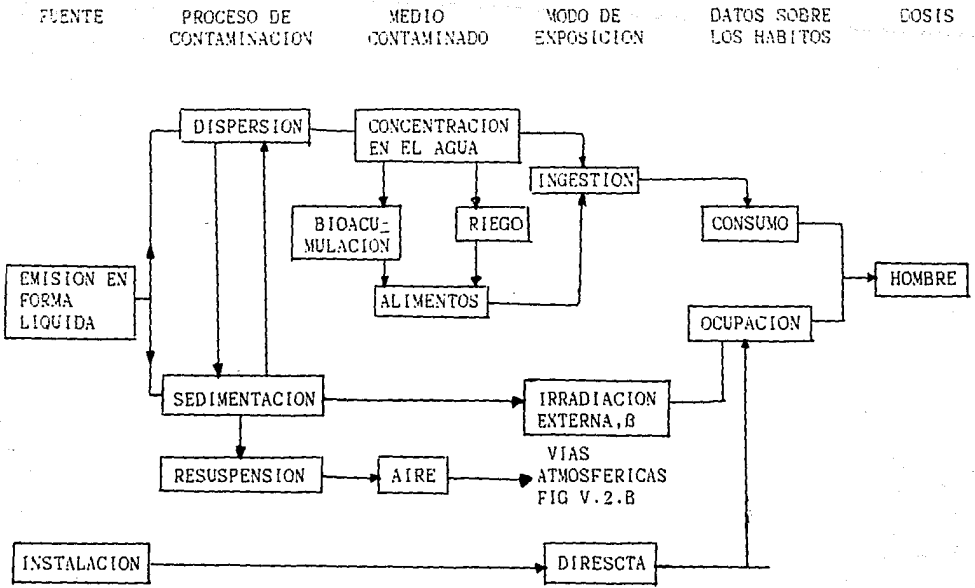 FUENTE PROCESO DE MEDIO MODO DE DATOS SOBRE DOSIS
CONTAMINACION CONTAMINADO EXPOSICION LOS HABITOS
DISPERSION
CONCENTRACION
EN EL AGUA
INGESTION
BIOACU-
MULACION
RIEGO
CONSUMO
EMISION EN
FORMA
LIQUIDA
ALIMENTOS
HOMBRE
OCUPACION
SEDIMENTACION
IRRADIACION
EXTERNA,β
RESUSPENSION
AIRE
VIAS
ATMOSFERICAS
FIG V.2.B
INSTALACION
DIRESCTA